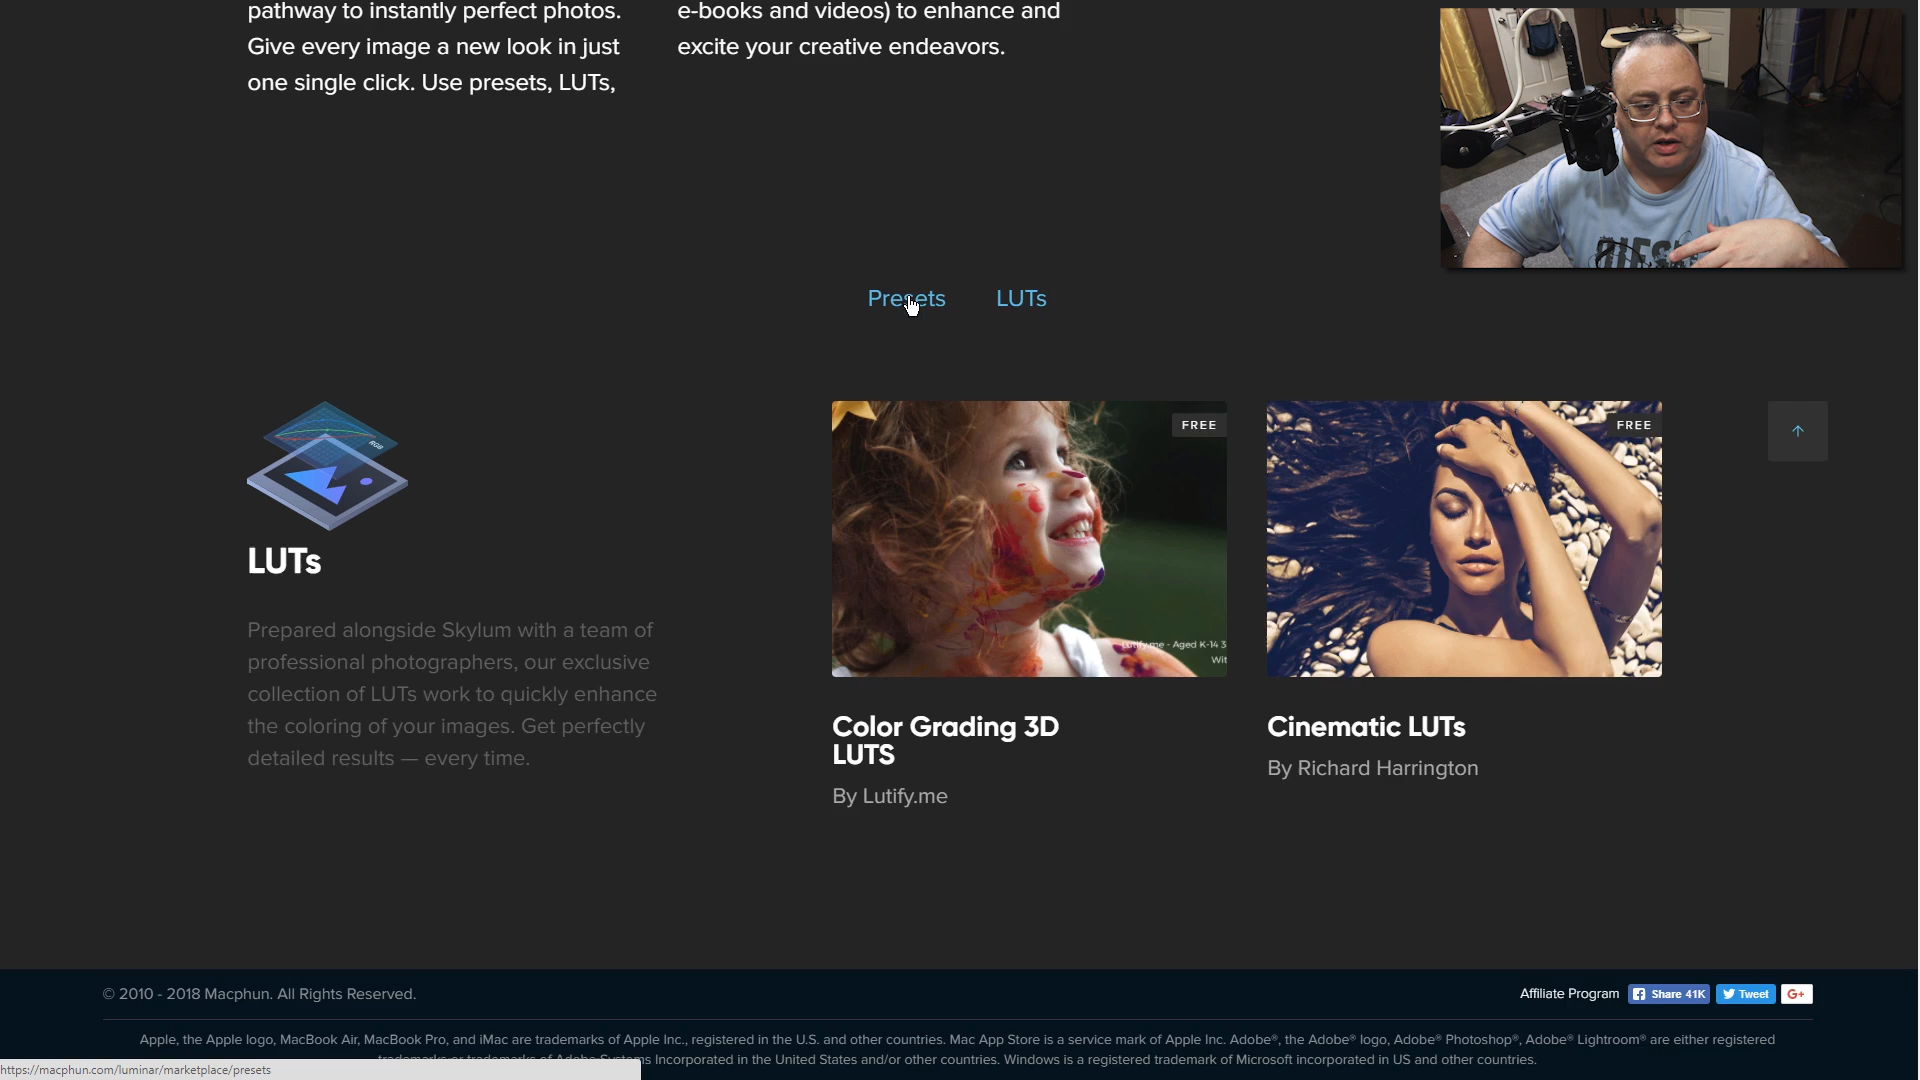 pathway to instantly perfect photos.
Give every image a new look in just
one single click. Use presets, LUTs,
e-books and videos) to enhance and
excite your creative endeavors.
Presets
LUTs
RGB
LUTs
Prepared alongside Skylum with a team of
professional photographers, our exclusive
collection of LUTs work to quickly enhance
the coloring of your images. Get perfectly
detailed results — every time.
FREE
Lutify.me - Aged K-14 3
Wit
Color Grading 3D
LUTS
By Lutify.me
FREE
Cinematic LUTs
By Richard Harrington
© 2010 - 2018 Macphun. All Rights Reserved.
Affiliate Program
Share 41K
Tweet
G+
Apple, the Apple logo, MacBook Air, MacBook Pro, and iMac are trademarks of Apple Inc., registered in the U.S. and other countries. Mac App Store is a service mark of Apple Inc. Adobe®, the Adobe® logo, Adobe® Photoshop®, Adobe® Lightroom® are either registered
trademarks or trademarks of Adobe Systems Incorporated in the United States and/or other countries. Windows is a registered trademark of Microsoft incorporated in US and other countries.
https://macphun.com/luminar/marketplace/presets